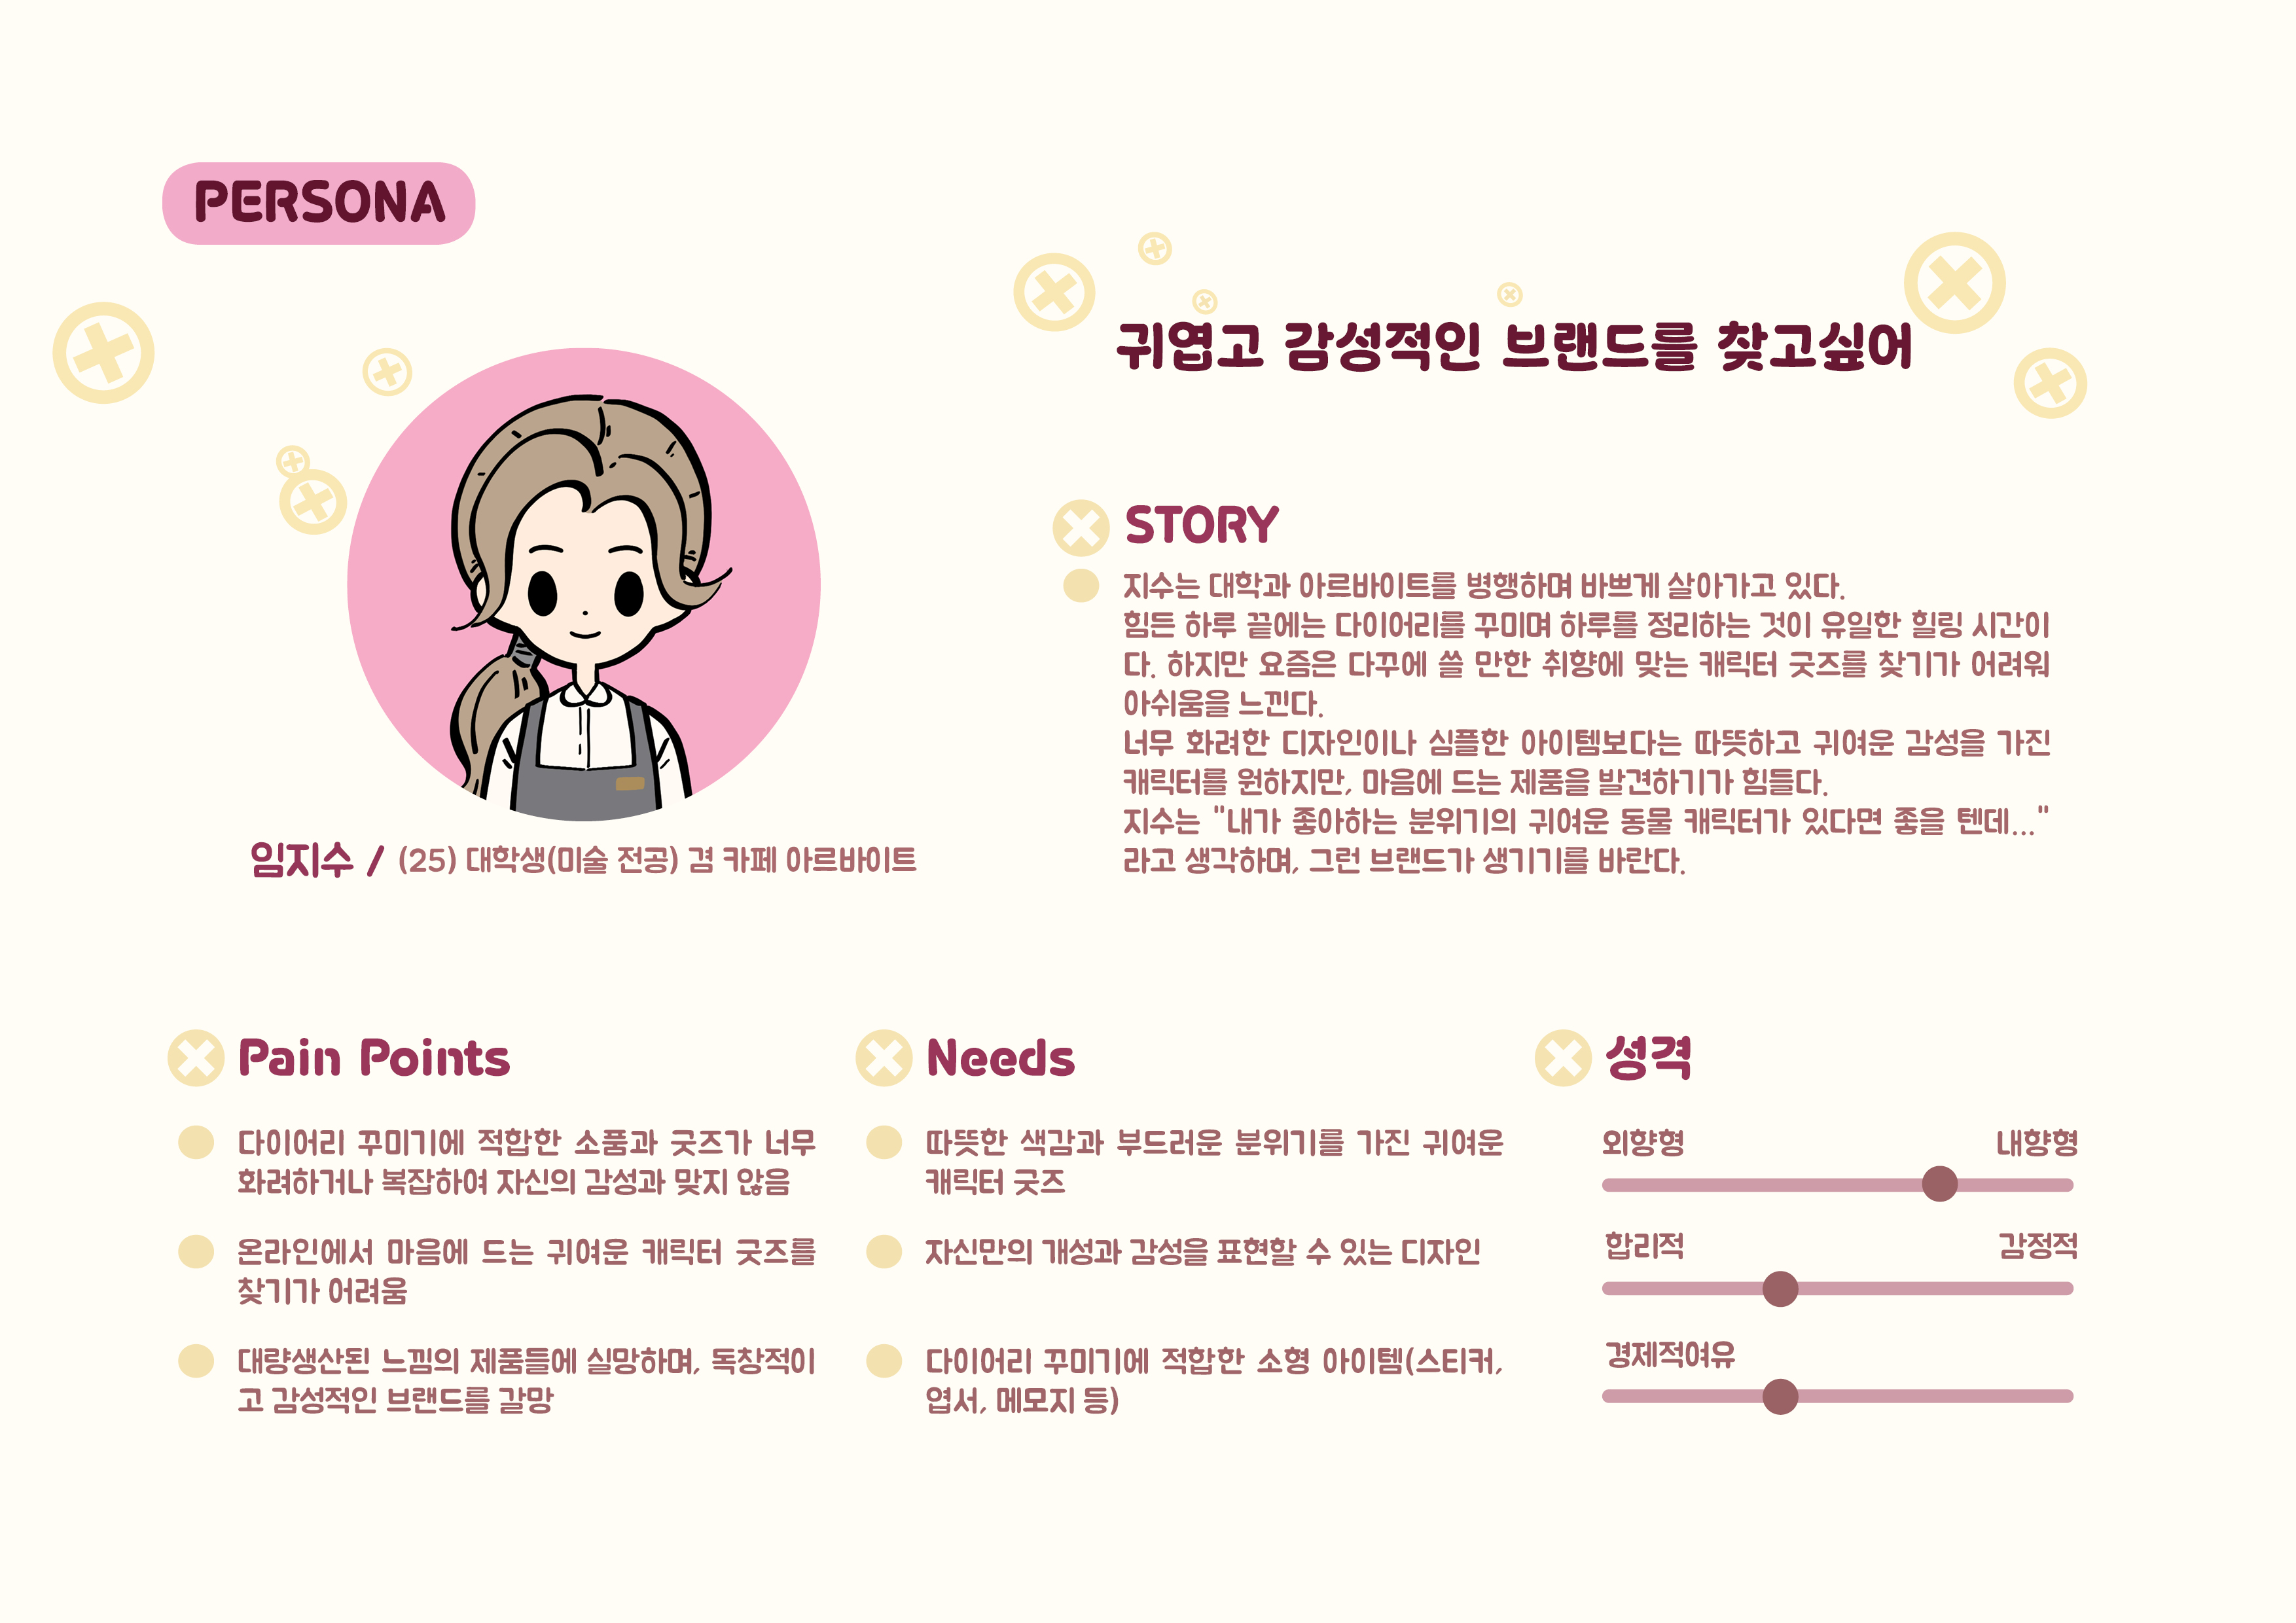 PERSONA
귀엽고 감성적인 브랜드를 찾고싶어
임지수 / (25) 대학생(미술 전공) 겸 카페 아르바이트
STORY
지수는 대학과 아르바이트를 병행하며 바쁘게 살아가고 있다.
힘든 하루 끝에는 다이어리를 꾸미며 하루를 정리하는 것이 유일한 힐링 시간이
다. 하지만 요즘은 다꾸에 쓸 만한 취향에 맞는 캐릭터 굿즈를 찾기가 어려워
아쉬움을 느낀다.
너무 화려한 디자인이나 심플한 아이템보다는 따뜻하고 귀여운 감성을 가진
캐릭터를 원하지만, 마음에 드는 제품을 발견하기가 힘들다.
지수는 "내가 좋아하는 분위기의 귀여운 동물 캐릭터가 있다면 좋을 텐데..."
라고 생각하며, 그런 브랜드가 생기기를 바란다.
Pain Points
다이어리 꾸미기에 적합한 소품과 굿즈가 너무
화려하거나 복잡하여 자신의 감성과 맞지 않음
온라인에서 마음에 드는 귀여운 캐릭터 굿즈를
찾기가 어려움
대량생산된 느낌의 제품들에 실망하며, 독창적이
고 감성적인 브랜드를 갈망
Needs
따뜻한 색감과 부드러운 분위기를 가진 귀여운
캐릭터 굿즈
자신만의 개성과 감성을 표현할 수 있는 디자인
다이어리 꾸미기에 적합한 소형 아이템(스티커,
엽서, 메모지 등)
성격
외향형 내향형
합리적 감정적
경제적여유